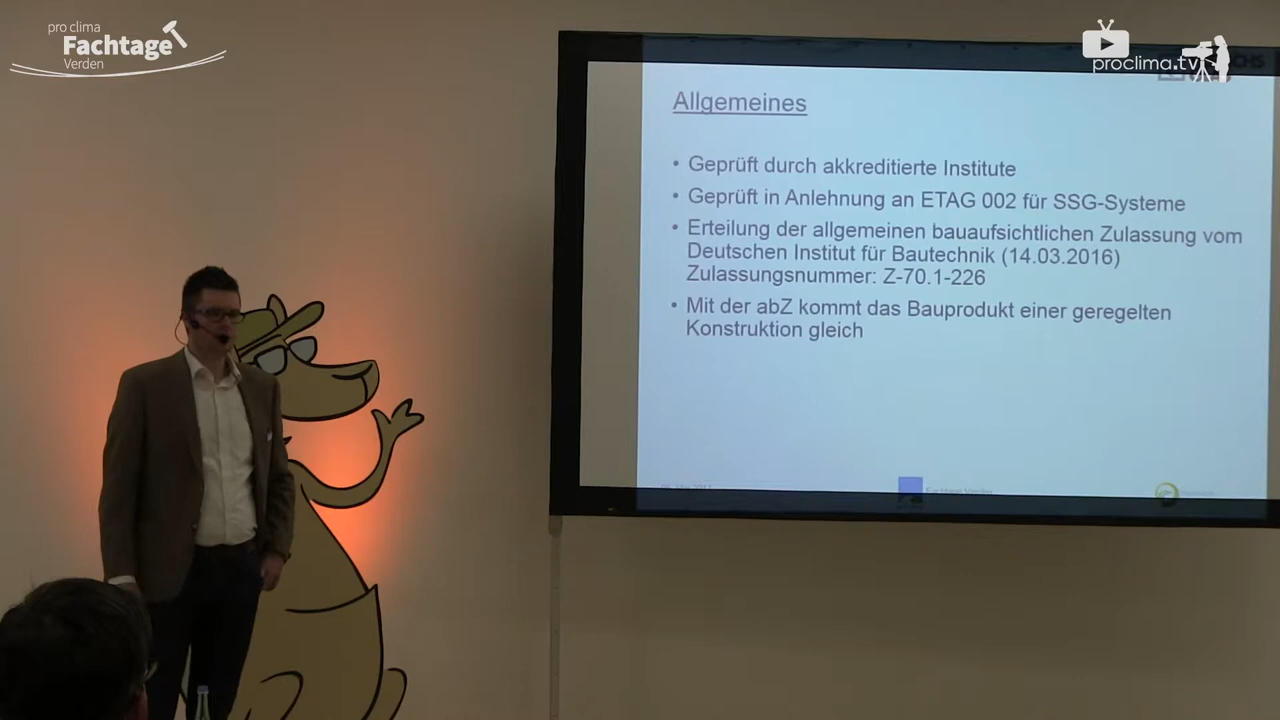 pro clima
Fachtage
Verden
proclima.tv
Allgemeines
• Geprüft durch akkreditierte Institute
• Geprüft in Anlehnung an ETAG 002 für SSG-Systeme
• Erteilung der allgemeinen bauaufsichtlichen Zulassung vom
Deutschen Institut für Bautechnik (14.03.2016)
Zulassungsnummer: Z-70.1-226
• Mit der abZ kommt das Bauprodukt einer geregelten
Konstruktion gleich